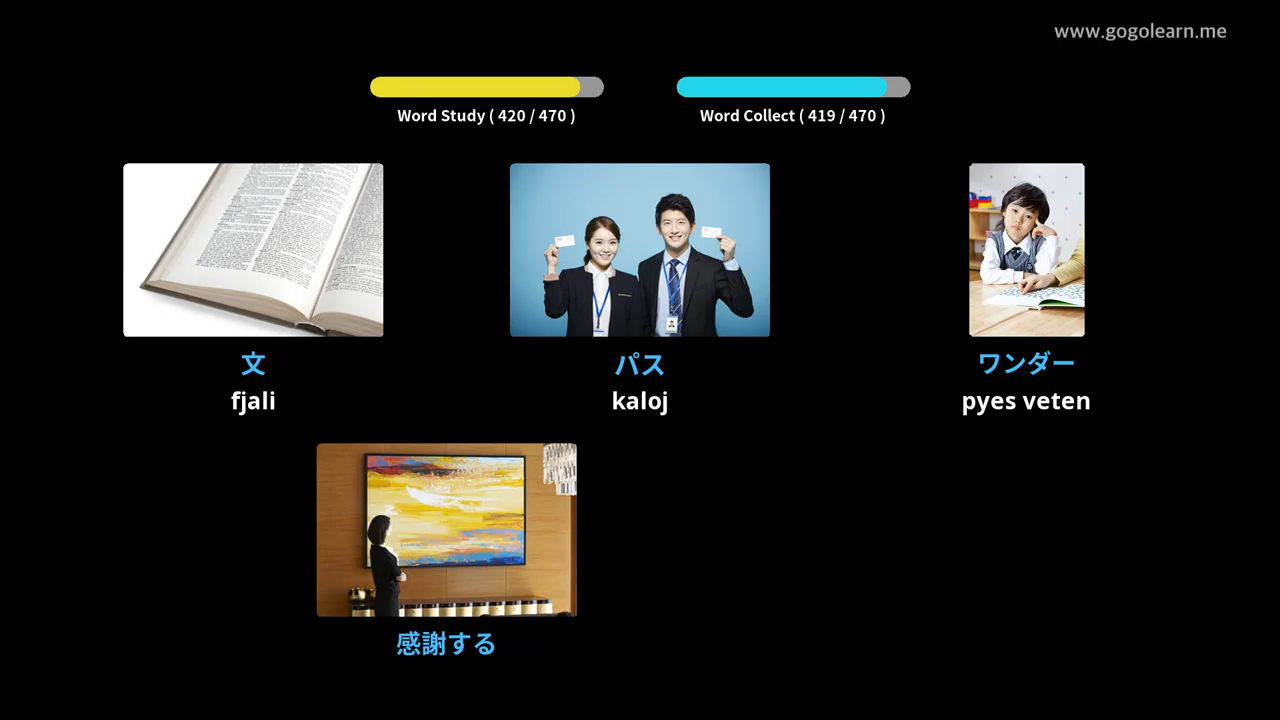 www.gogolearn.me
Word Study ( 420 / 470 )
Word Collect ( 419 / 470 )
文
fjali
パス
kaloj
ワンダー
pyes veten
感謝する